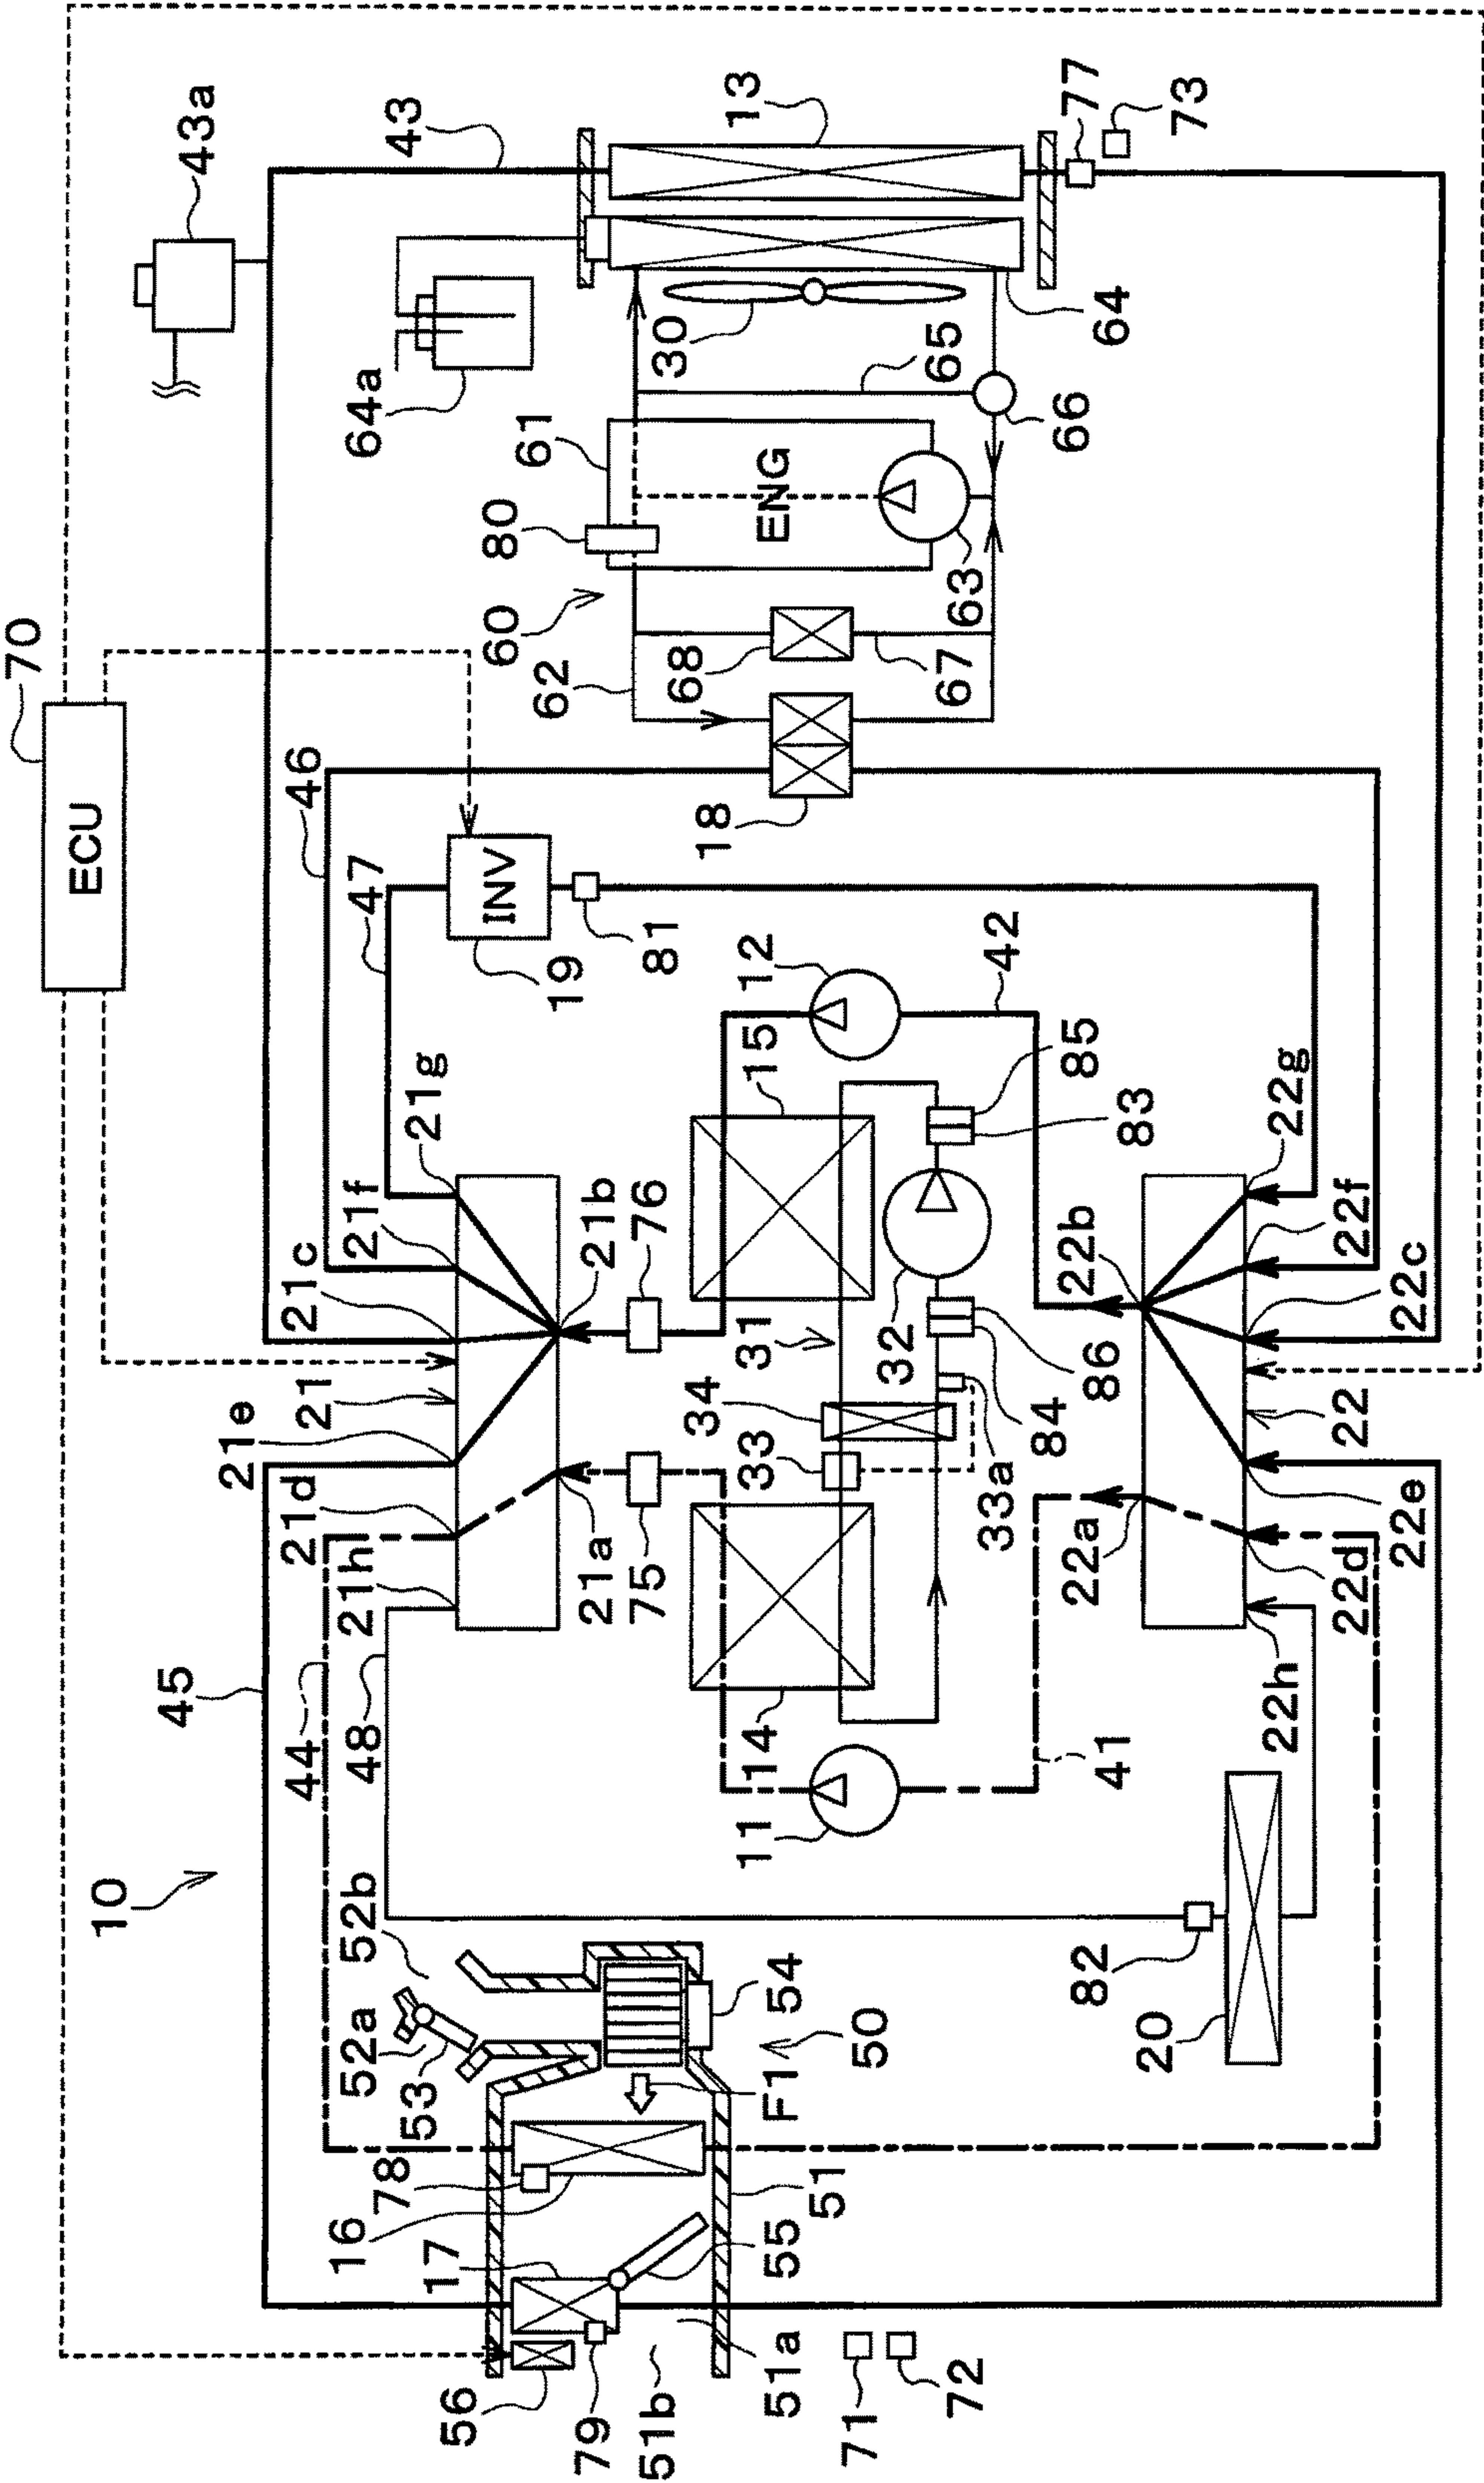 70
ECU
10
45
43a
21e
44
21d
21
21c
46
52a
52b
48
21h
21f
47
64a
43
53
78
21g
16
17
56
60
80
INV
61
62
19
79
21a
21b
51b
75
76
81
30
68
14
34
31
18
11
33
15
12
ENG
13
51a
55
F1
54
51
71
50
32
65
63
67
72
33a
42
84
22a
22b
85
66
77
82
41
86
83
64
20
22h
22d
22
22g
22f
73
22e
22c